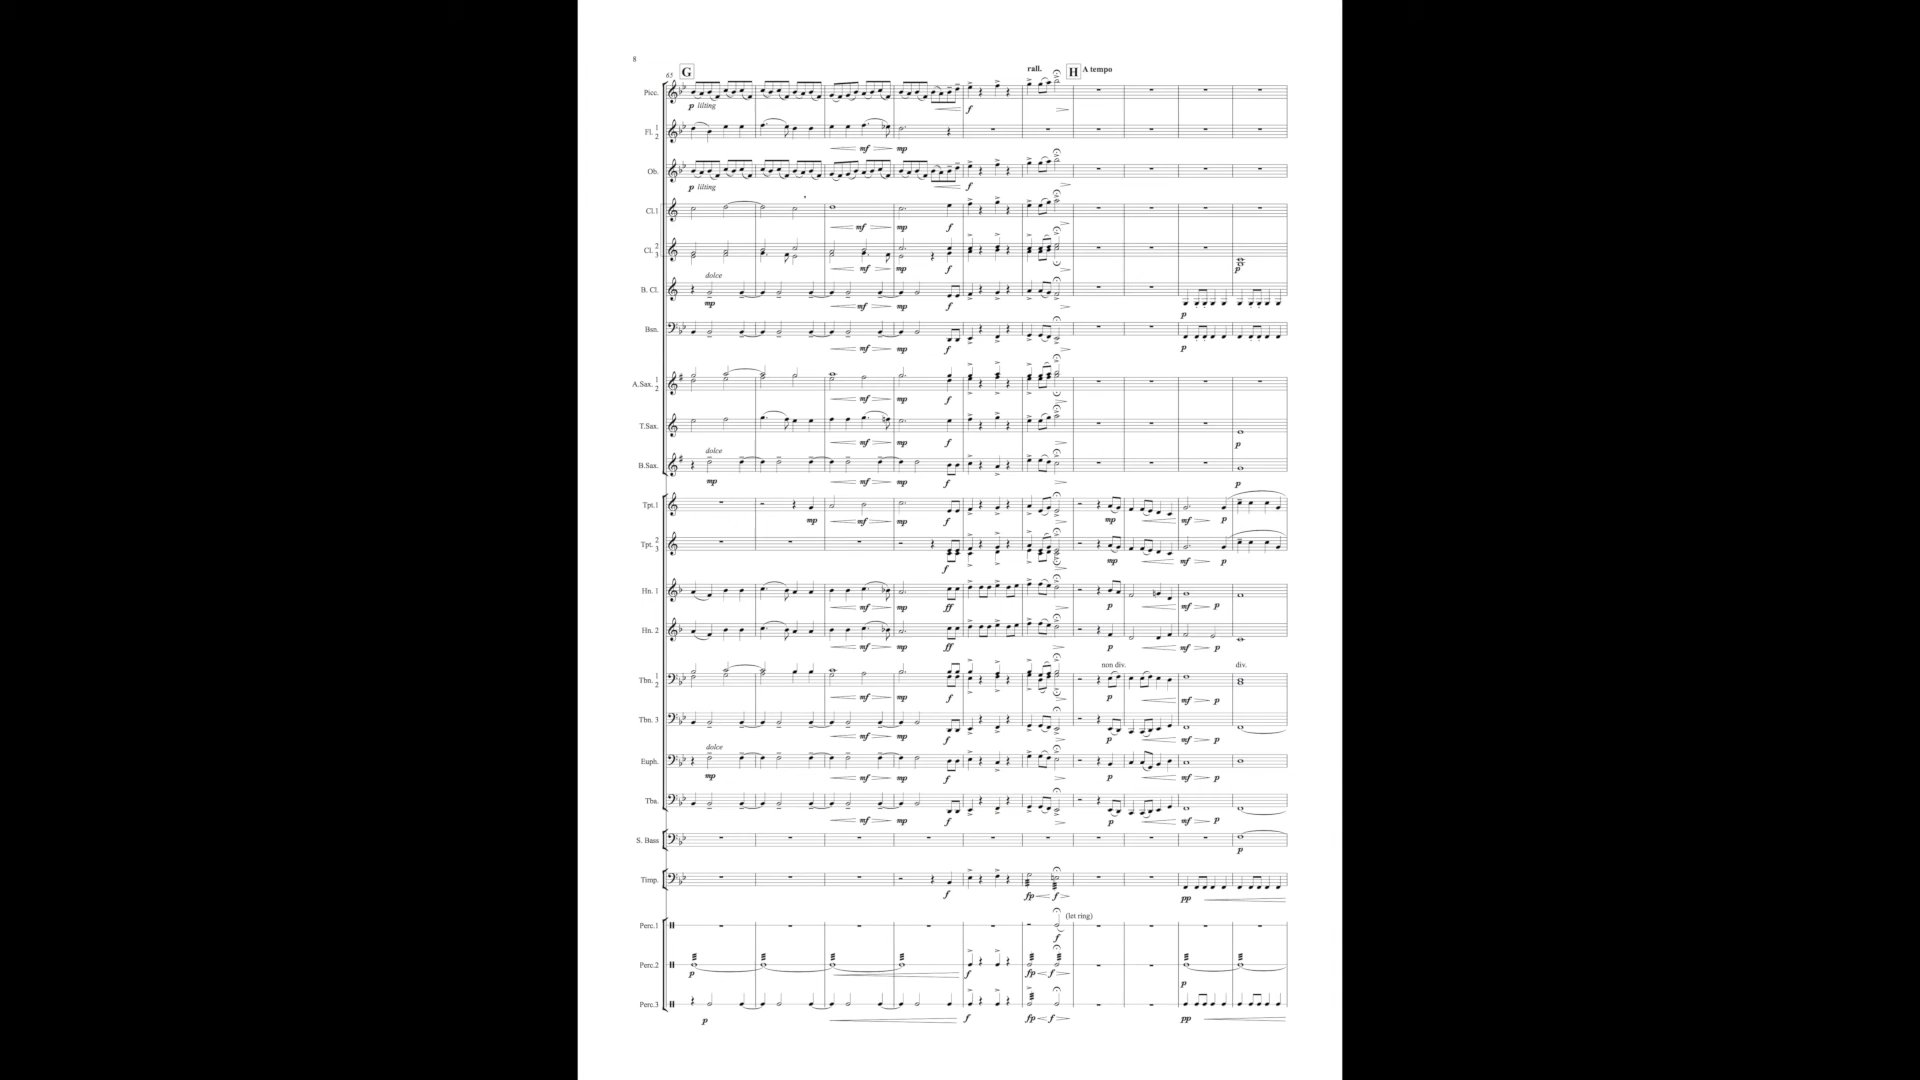 8
65 G rall. H A tempo
Picc.
p lilting f
Fl. 1 2
mf mp
Ob.
p lilting f
Cl.1
mf mp f
Cl. 2 3
mf mp f p
dolce
B. Cl.
mp mf mp f p
Bsn.
mf mp f p
A.Sax. 1 2
mf mp f
T.Sax.
mf mp f p
dolce
B.Sax.
mp mf mp f p
Tpt.1
mp mf mp f mp mf p
Tpt. 2 3
f mp mf p
Hn. 1
mf mp ff p mf p
Hn. 2
mf mp ff p mf p
non div. div.
Tbn. 1 2
mf mp f p mf p
Tbn. 3
mf mp f p mf p
dolce
Euph.
mp mf mp f p mf p
Tba.
mf mp f p mf p
S. Bass
p
Timp.
f fp f pp
(let ring)
Perc.1
f
Perc.2
p f fp f p
Perc.3
p f fp f pp